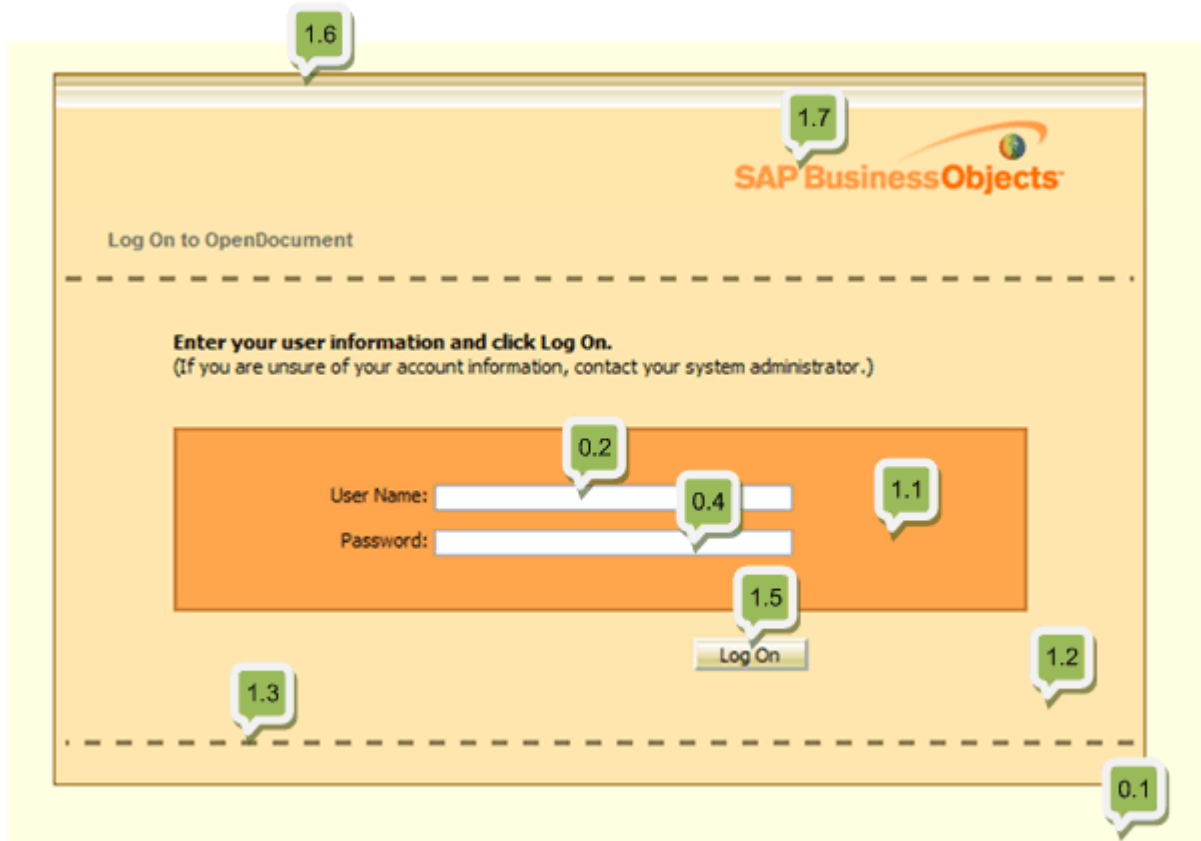 1.6
1.7
SAP BusinessObjects
Log On to OpenDocument
Enter your user information and click Log On.
(If you are unsure of your account information, contact your system administrator.)
0.2
User Name:
0.4
1.1
Password:
1.5
Log On
1.2
1.3
0.1